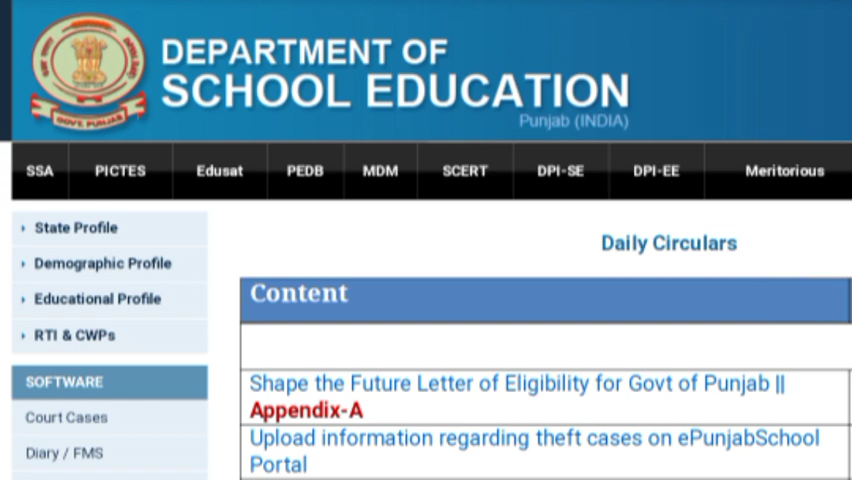 GOVT. PUNJAB
DEPARTMENT OF
SCHOOL EDUCATION
Punjab (INDIA)
SSA PICTES Edusat PEDB MDM SCERT DPI-SE DPI-EE Meritorious
State Profile
Demographic Profile
Educational Profile
RTI & CWPs
SOFTWARE
Court Cases
Diary / FMS
Daily Circulars
Content
Shape the Future Letter of Eligibility for Govt of Punjab ||
Appendix-A
Upload information regarding theft cases on ePunjabSchool
Portal